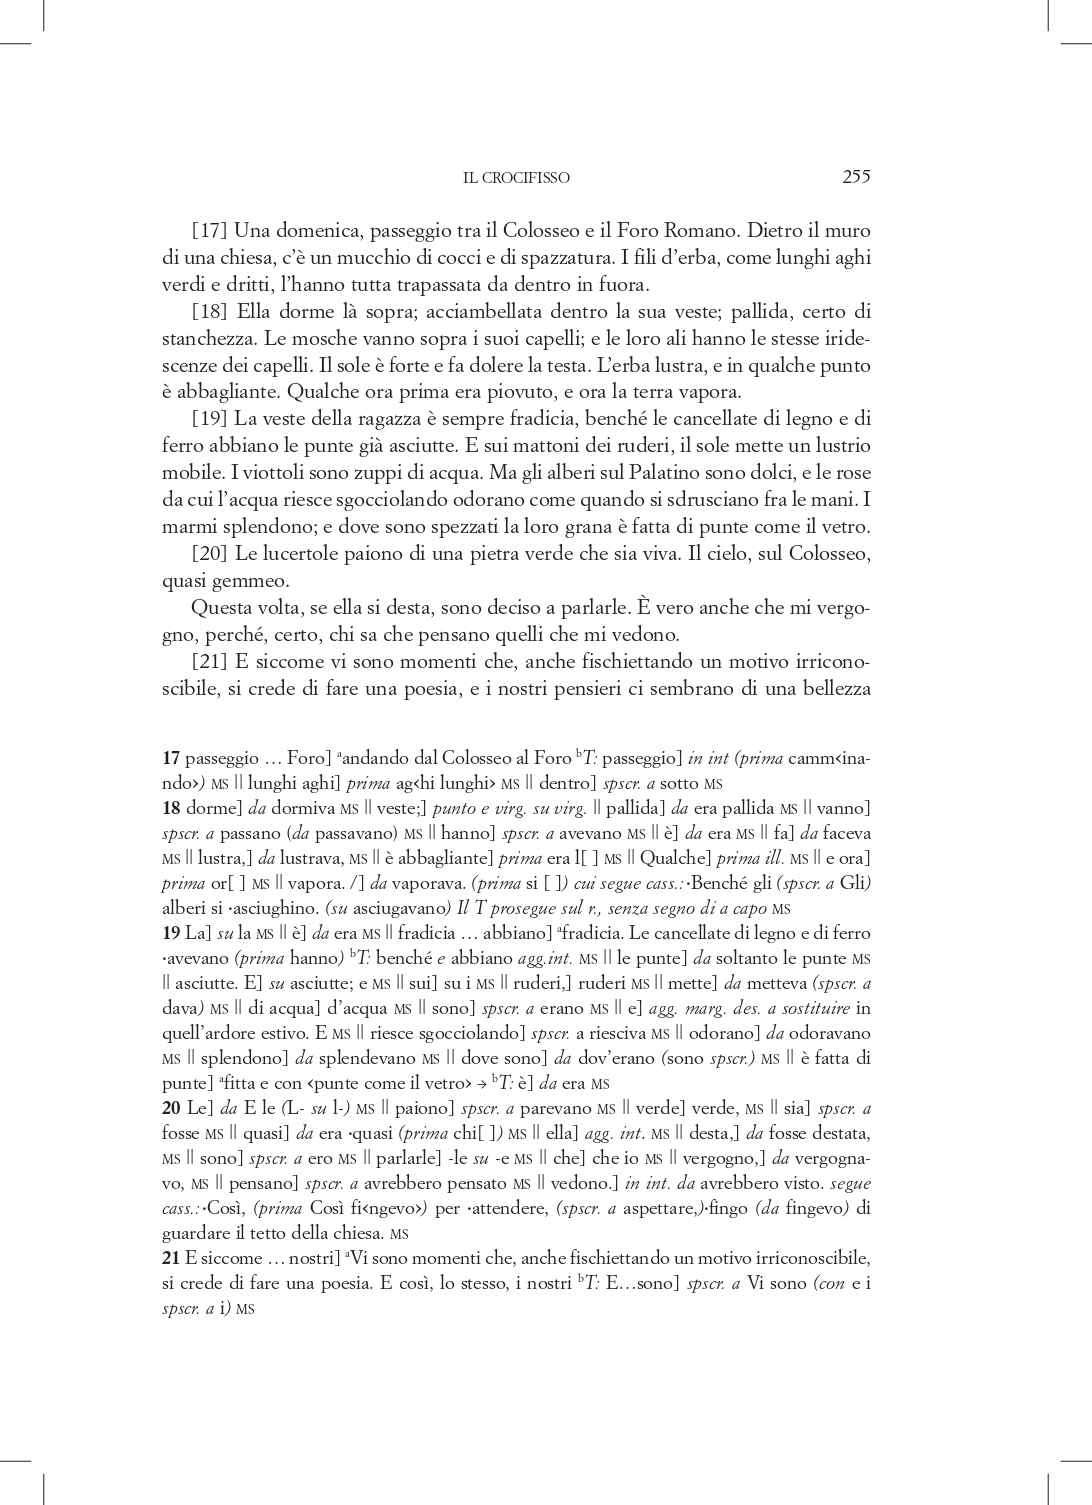 IL CROCIFISSO 255
[17] Una domenica, passeggio tra il Colosseo e il Foro Romano. Dietro il muro
di una chiesa, c’è un mucchio di cocci e di spazzatura. I fili d’erba, come lunghi aghi
verdi e dritti, l’hanno tutta trapassata da dentro in fuora.
[18] Ella dorme là sopra; acciambellata dentro la sua veste; pallida, certo di
stanchezza. Le mosche vanno sopra i suoi capelli; e le loro ali hanno le stesse iride-
scenze dei capelli. Il sole è forte e fa dolere la testa. L’erba lustra, e in qualche punto
è abbagliante. Qualche ora prima era piovuto, e ora la terra vapora.
[19] La veste della ragazza è sempre fradicia, benché le cancellate di legno e di
ferro abbiano le punte già asciutte. E sui mattoni dei ruderi, il sole mette un lustrio
mobile. I viottoli sono zuppi di acqua. Ma gli alberi sul Palatino sono dolci, e le rose
da cui l’acqua riesce sgocciolando odorano come quando si sdrusciano fra le mani. I
marmi splendono; e dove sono spezzati la loro grana è fatta di punte come il vetro.
[20] Le lucertole paiono di una pietra verde che sia viva. Il cielo, sul Colosseo,
quasi gemmeo.
Questa volta, se ella si desta, sono deciso a parlarle. È vero anche che mi vergo-
gno, perché, certo, chi sa che pensano quelli che mi vedono.
[21] E siccome vi sono momenti che, anche fischiettando un motivo irricono-
scibile, si crede di fare una poesia, e i nostri pensieri ci sembrano di una bellezza
17 passeggio … Foro] ᵃandando dal Colosseo al Foro ᵇT: passeggio] in int (prima camm‹ina-
ndo›) MS || lunghi aghi] prima ag‹hi lunghi› MS || dentro] spscr. a sotto MS
18 dorme] da dormiva MS || veste;] punto e virg. su virg. || pallida] da era pallida MS || vanno]
spscr. a passano (da passavano) MS || hanno] spscr. a avevano MS || è] da era MS || fa] da faceva
MS || lustra,] da lustrava, MS || è abbagliante] prima era l[ ] MS || Qualche] prima ill. MS || e ora]
prima or[ ] MS || vapora. /] da vaporava. (prima si [ ]) cui segue cass.: ·Benché gli (spscr. a Gli)
alberi si ·asciughino. (su asciugavano) Il T prosegue sul r., senza segno di a capo MS
19 La] su la MS || è] da era MS || fradicia … abbiano] ᵃfradicia. Le cancellate di legno e di ferro
·avevano (prima hanno) ᵇT: benché e abbiano agg.int. MS || le punte] da soltanto le punte MS
|| asciutte. E] su asciutte; e MS || sui] su i MS || ruderi,] ruderi MS || mette] da metteva (spscr. a
dava) MS || di acqua] d’acqua MS || sono] spscr. a erano MS || e] agg. marg. des. a sostituire in
quell’ardore estivo. E MS || riesce sgocciolando] spscr. a riesciva MS || odorano] da odoravano
MS || splendono] da splendevano MS || dove sono] da dov’erano (sono spscr.) MS || è fatta di
punte] ᵃfitta e con ‹punte come il vetro› → ᵇT: è] da era MS
20 Le] da E le (L- su l-) MS || paiono] spscr. a parevano MS || verde] verde, MS || sia] spscr. a
fosse MS || quasi] da era ·quasi (prima chi[ ]) MS || ella] agg. int. MS || desta,] da fosse destata,
MS || sono] spscr. a ero MS || parlarle] -le su -e MS || che] che io MS || vergogno,] da vergogna-
vo, MS || pensano] spscr. a avrebbero pensato MS || vedono.] in int. da avrebbero visto. segue
cass.: ·Così, (prima Così fi‹ngevo›) per ·attendere, (spscr. a aspettare,)·fingo (da fingevo) di
guardare il tetto della chiesa. MS
21 E siccome … nostri] ᵃVi sono momenti che, anche fischiettando un motivo irriconoscibile,
si crede di fare una poesia. E così, lo stesso, i nostri ᵇT: E…sono] spscr. a Vi sono (con e i
spscr. a i) MS